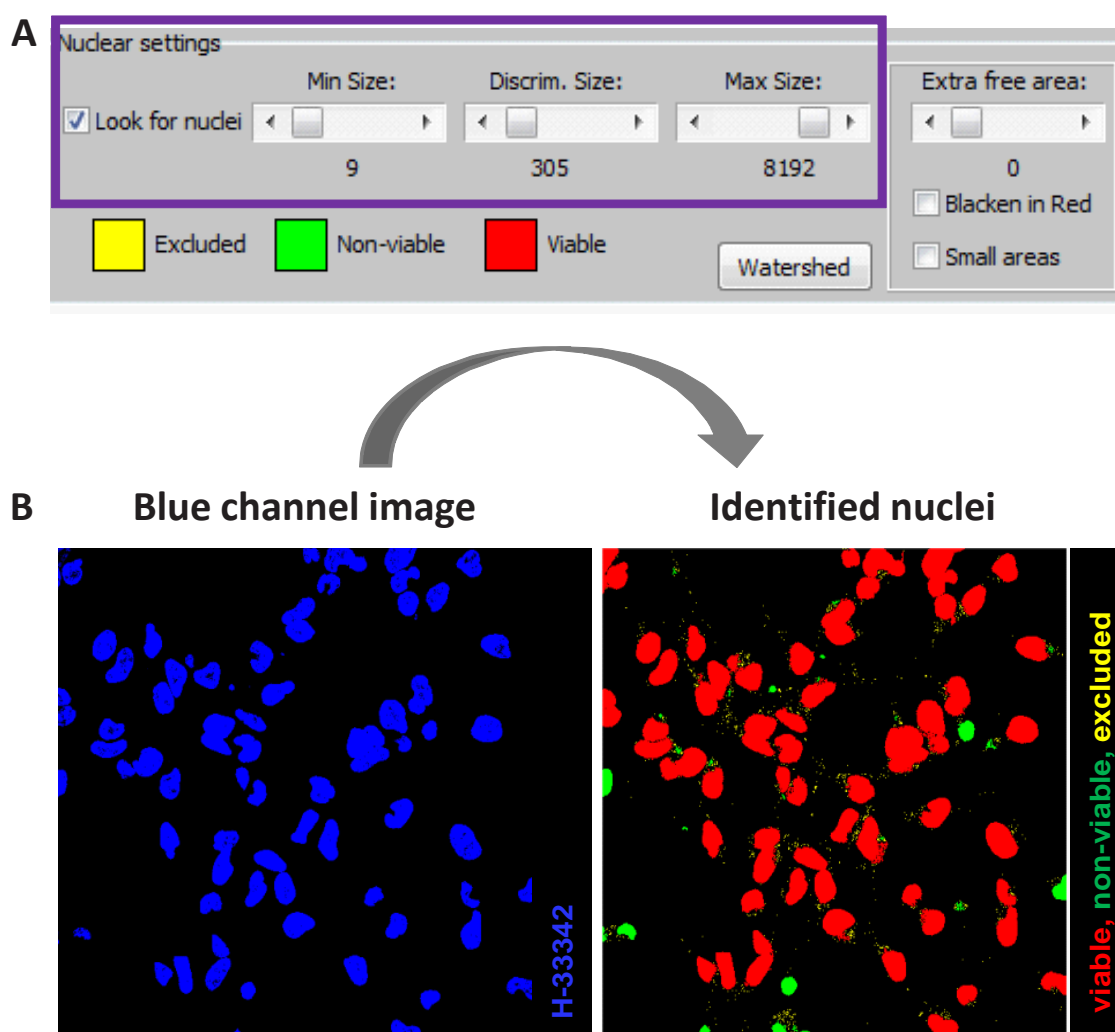 A
Nuclear settings
Min Size: Discrim. Size: Max Size: Extra free area:
Look for nuclei
9 305 8192 0
Blacken in Red
Excluded Non-viable Viable
Small areas
Watershed
B Blue channel image Identified nuclei
H-33342
viable, non-viable, excluded